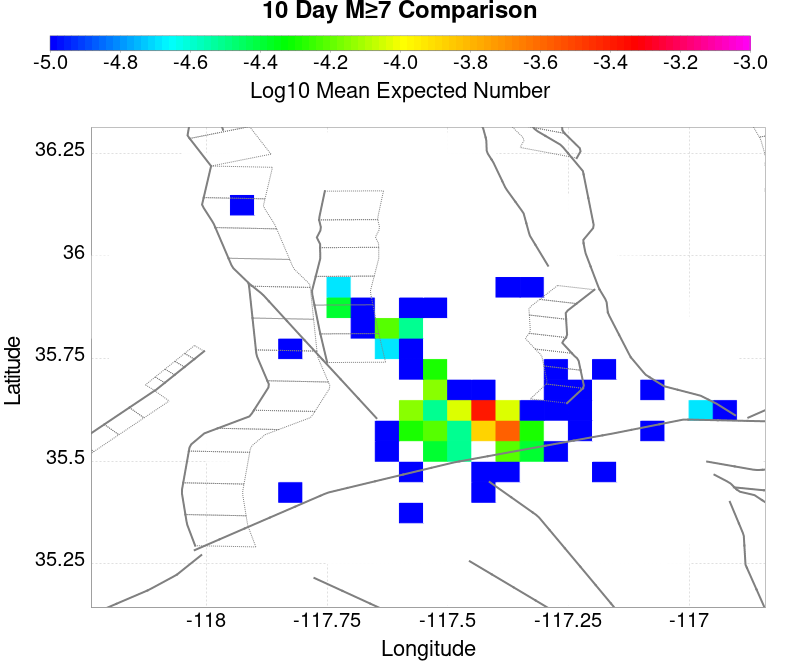 10 Day M≥7 Comparison
-5.0 -4.8 -4.6 -4.4 -4.2 -4.0 -3.8 -3.6 -3.4 -3.2 -3.0
Log10 Mean Expected Number
36.25
36
35.75
35.5
35.25
Latitude
-118 -117.75 -117.5 -117.25 -117
Longitude